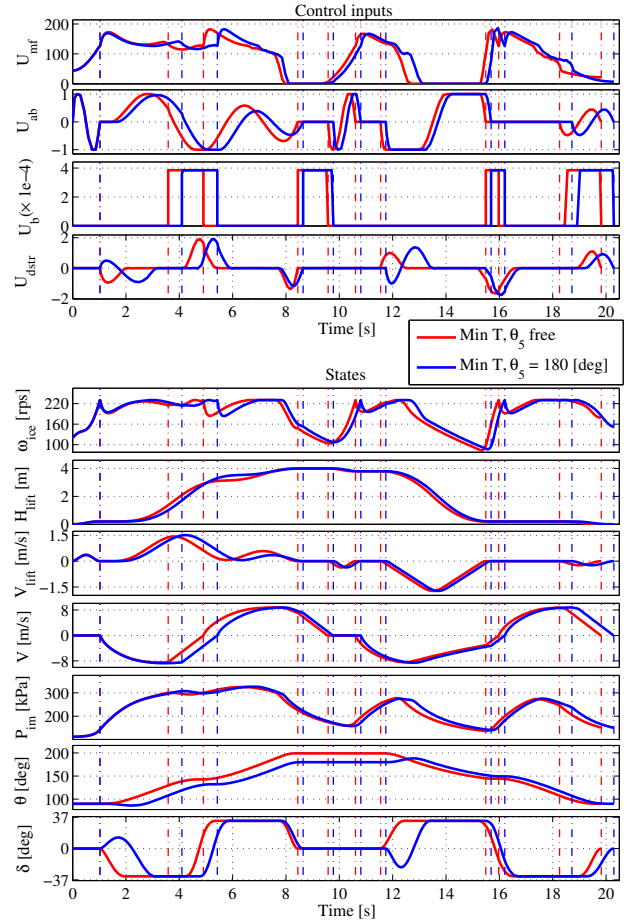 Control inputs
U_mf
200
100
0
U_ab
1
0
−1
U_b(× 1e−4)
4
2
0
U_dstr
2
0
−2
0 2 4 6 8 10 12 14 16 18 20
Time [s]
Min T, θ_5 free
Min T, θ_5 = 180 [deg]
States
ω_ice [rps]
220
160
100
H_lift [m]
4
2
0
V_lift [m/s]
1.5
0
−1.5
V [m/s]
8
0
−8
P_im [kPa]
300
200
θ [deg]
200
150
100
δ [deg]
37
0
−37
0 2 4 6 8 10 12 14 16 18 20
Time [s]